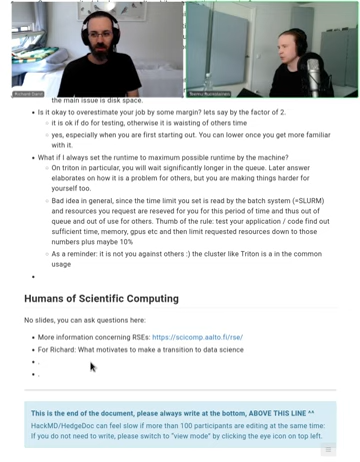 the main issue is disk space.
Is it okay to overestimate your job by some margin? lets say by the factor of 2.
it is ok if do for testing, otherwise it is waisting of others time
yes, especially when you are first starting out. You can lower once you get more familiar
with it.
What if I always set the runtime to maximum possible runtime by the machine?
On triton in particular, you will wait significantly longer in the queue. Later answer
elaborates on how it is a problem for others, but you are making things harder for
yourself too.
Bad idea in general, since the time limit you set is read by the batch system (=SLURM)
and resources you request are reseved for you for this period of time and thus out of
queue and out of use for others. Thumb of the rule: test your application / code find out
sufficient time, memory, gpus etc and then limit requested resources down to those
numbers plus maybe 10%
As a reminder: it is not you against others :) the cluster like Triton is a in the common
usage
Humans of Scientific Computing
No slides, you can ask questions here:
More information concerning RSEs: https://scicomp.aalto.fi/rse/
For Richard: What motivates to make a transition to data science
.
.
This is the end of the document, please always write at the bottom, ABOVE THIS LINE ^^
HackMD/HedgeDoc can feel slow if more than 100 participants are editing at the same time:
If you do not need to write, please switch to "view mode" by clicking the eye icon on top left.